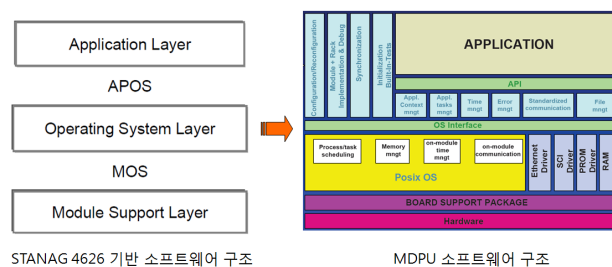 Application Layer
APOS
Operating System Layer
MOS
Module Support Layer
STANAG 4626 기반 소프트웨어 구조
Configuration/Reconfiguration
Module + Rack
Implementation & Debug
Synchronization
Initialization
Built-In-Tests
APPLICATION
API
Appl.
Context
mngt
Appl.
tasks
mngt
Time
mngt
Error
mngt
Standardized
communication
File
mngt
OS Interface
Process/task
scheduling
Memory
mngt
on-module
time
mngt
on-module
communication
Posix OS
Ethernet
Driver
SCI
Driver
PROM
Driver
RAM
BOARD SUPPORT PACKAGE
Hardware
MDPU 소프트웨어 구조